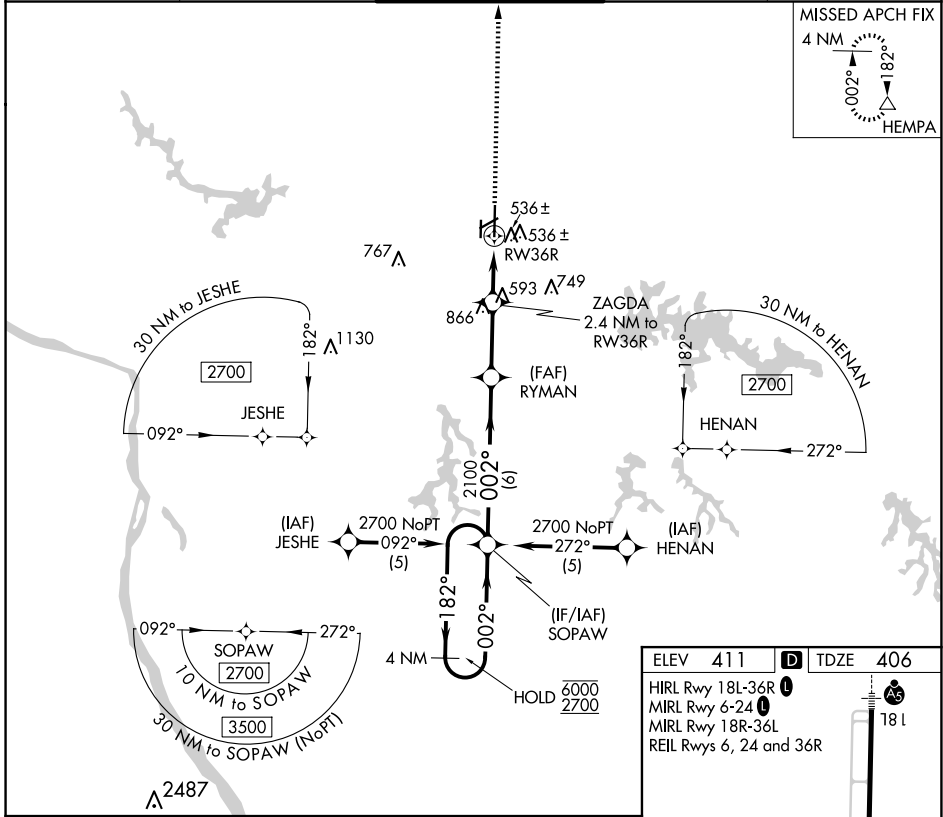 MISSED APCH FIX
4 NM
002°
182°
HEMPA
536 ±
536 ±
RW36R
767
593
749
866
ZAGDA
2.4 NM to
RW36R
30 NM to JESHE
182°
1130
2700
JESHE
092°
(FAF)
RYMAN
30 NM to HENAN
182°
2700
HENAN
272°
2100
002°
(6)
(IAF)
JESHE
2700 NoPT
092°
(5)
2700 NoPT
272°
(5)
(IAF)
HENAN
182°
002°
(IF/IAF)
SOPAW
4 NM
HOLD 6000
2700
092°
272°
SOPAW
2700
10 NM to SOPAW
3500
30 NM to SOPAW (NoPT)
2487
ELEV 411 D TDZE 406
HIRL Rwy 18L-36R L
MIRL Rwy 6-24 L
MIRL Rwy 18R-36L
REIL Rwys 6, 24 and 36R
A5
18L